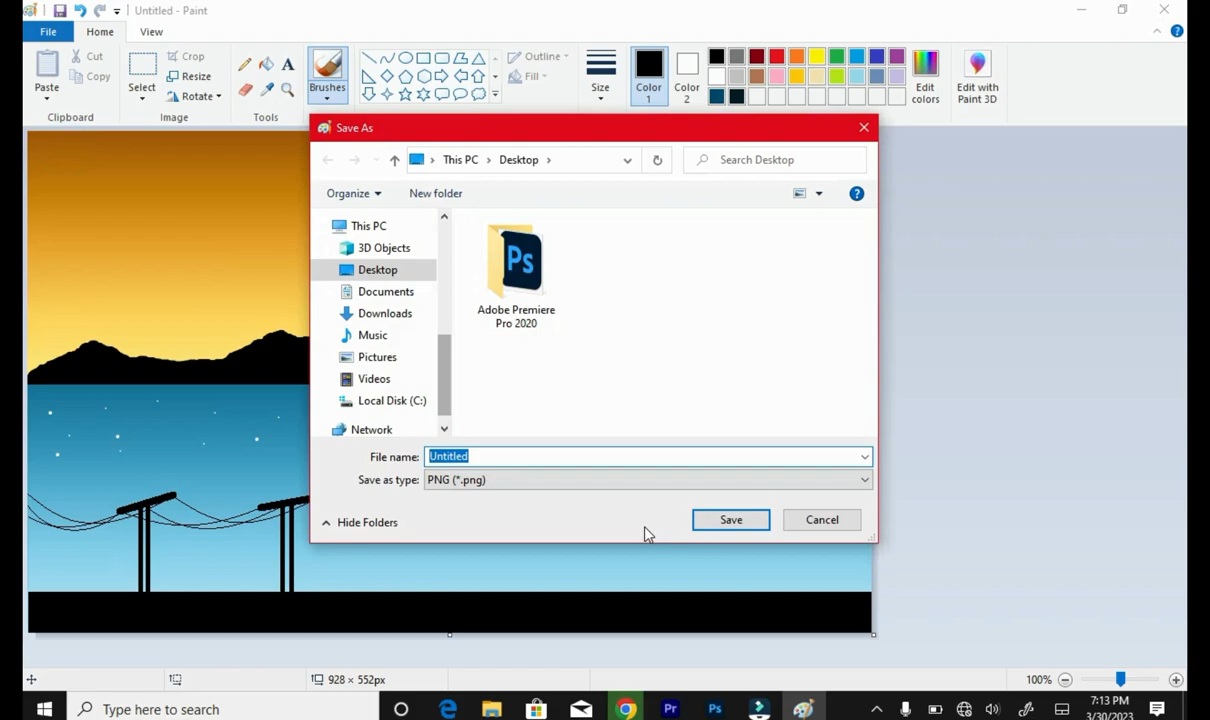 Untitled - Paint
File Home View
Paste Cut Copy Clipboard
Select Crop Resize Rotate Image
A Tools
Brushes
Outline Fill
Size
Color 1
Color 2
Edit colors
Edit with Paint 3D
Save As
This PC Desktop Search Desktop
Organize New folder
This PC
3D Objects
Desktop
Documents
Downloads
Music
Pictures
Videos
Local Disk (C:)
Network
Ps
Adobe Premiere
Pro 2020
File name: Untitled
Save as type: PNG (*.png)
Hide Folders Save Cancel
928 × 552px 100%
Type here to search Pr Ps 7:13 PM
3/30/2023